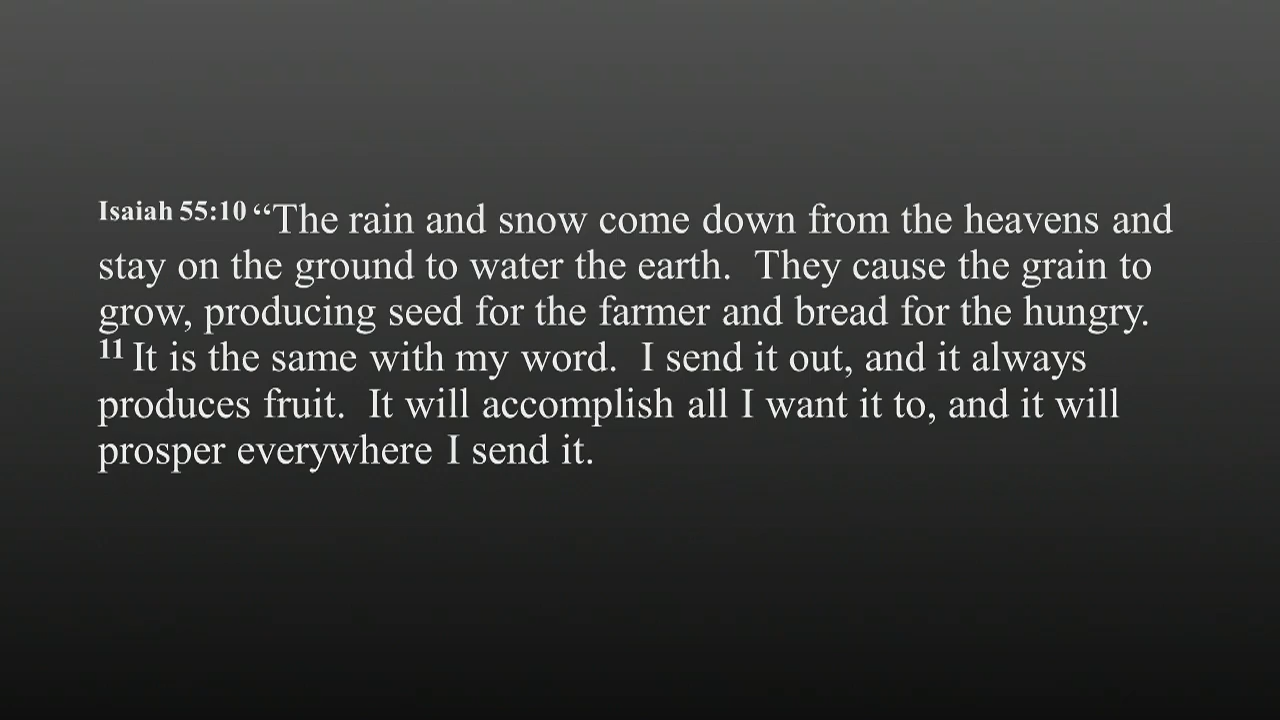 Isaiah 55:10 “The rain and snow come down from the heavens and
stay on the ground to water the earth.  They cause the grain to
grow, producing seed for the farmer and bread for the hungry.
11 It is the same with my word.  I send it out, and it always
produces fruit.  It will accomplish all I want it to, and it will
prosper everywhere I send it.